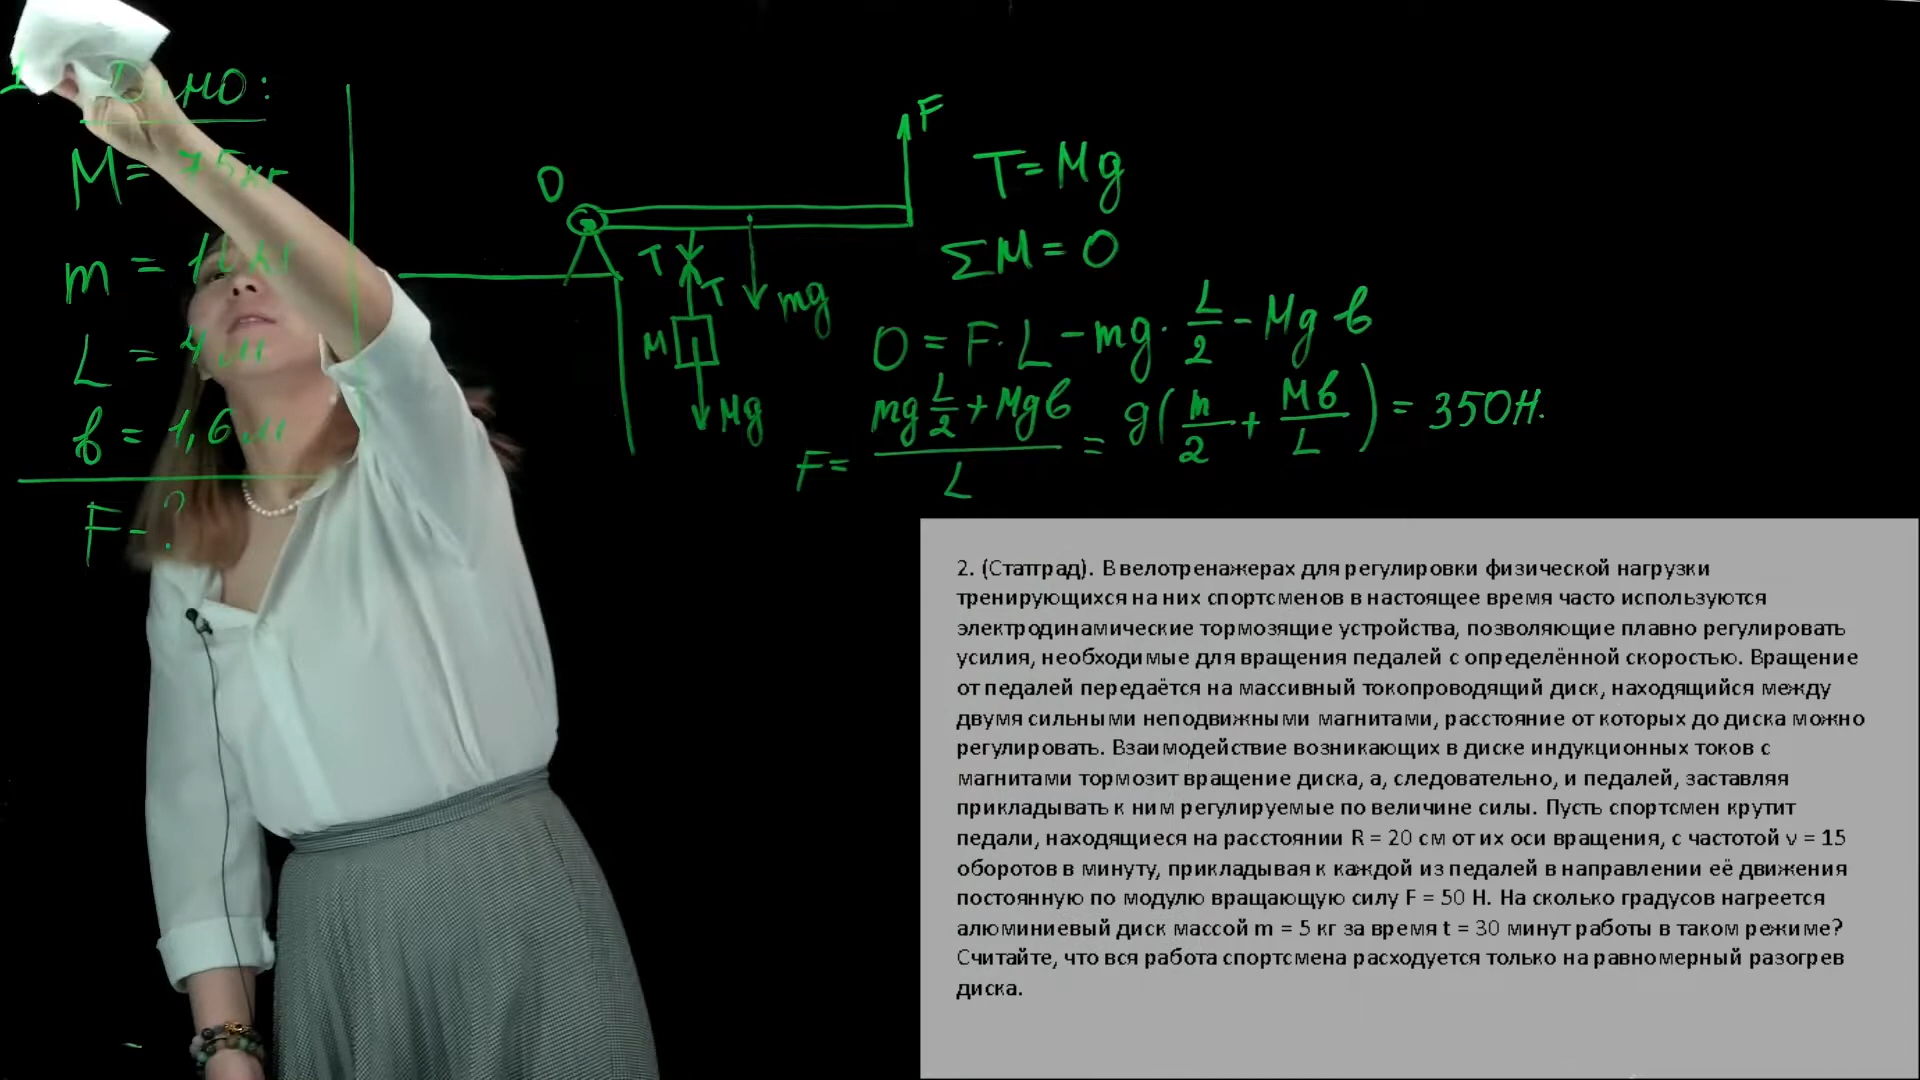 Дано:
M = 75кг
m =
L = 4 м
в = 1,6 м
F - ?
O
F
T
T
mg
M
Mg
T = Mg
ΣM = 0
0 = F·L - mg·L/2 - Mg в
F = (mg L/2 + Mgв)/L = g(m/2 + Mв/L) = 350Н.
2. (Статград). В велотренажерах для регулировки физической нагрузки
тренирующихся на них спортсменов в настоящее время часто используются
электродинамические тормозящие устройства, позволяющие плавно регулировать
усилия, необходимые для вращения педалей с определённой скоростью. Вращение
от педалей передаётся на массивный токопроводящий диск, находящийся между
двумя сильными неподвижными магнитами, расстояние от которых до диска можно
регулировать. Взаимодействие возникающих в диске индукционных токов с
магнитами тормозит вращение диска, а, следовательно, и педалей, заставляя
прикладывать к ним регулируемые по величине силы. Пусть спортсмен крутит
педали, находящиеся на расстоянии R = 20 см от их оси вращения, с частотой ν = 15
оборотов в минуту, прикладывая к каждой из педалей в направлении её движения
постоянную по модулю вращающую силу F = 50 Н. На сколько градусов нагреется
алюминиевый диск массой m = 5 кг за время t = 30 минут работы в таком режиме?
Считайте, что вся работа спортсмена расходуется только на равномерный разогрев
диска.